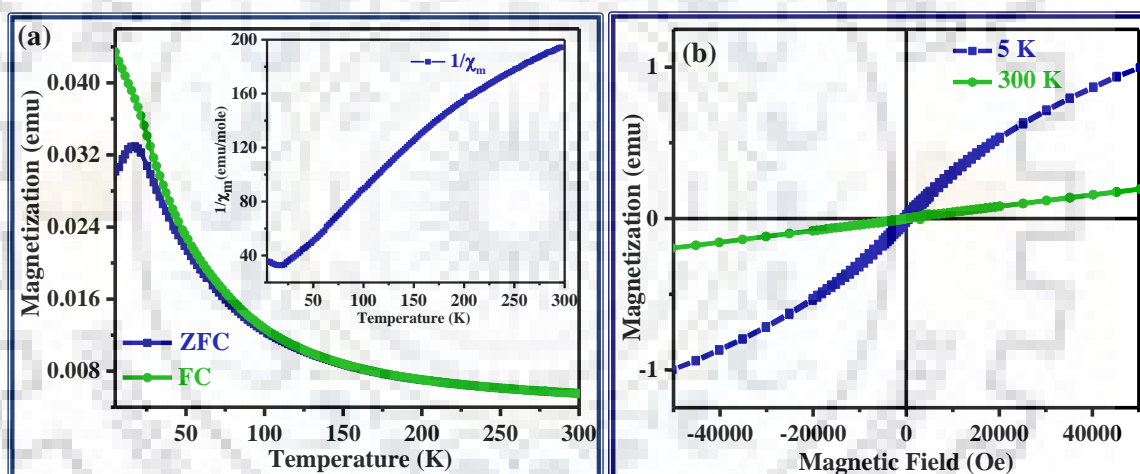 (a)
Magnetization (emu)
0.040
0.032
0.024
0.016
0.008
50 100 150 200 250 300
Temperature (K)
ZFC
FC
1/χm (emu/mole)
200
160
120
80
40
50 100 150 200 250 300
Temperature (K)
1/χm
(b)
Magnetization (emu)
1
0
-1
-40000 -20000 0 20000 40000
Magnetic Field (Oe)
5 K
300 K